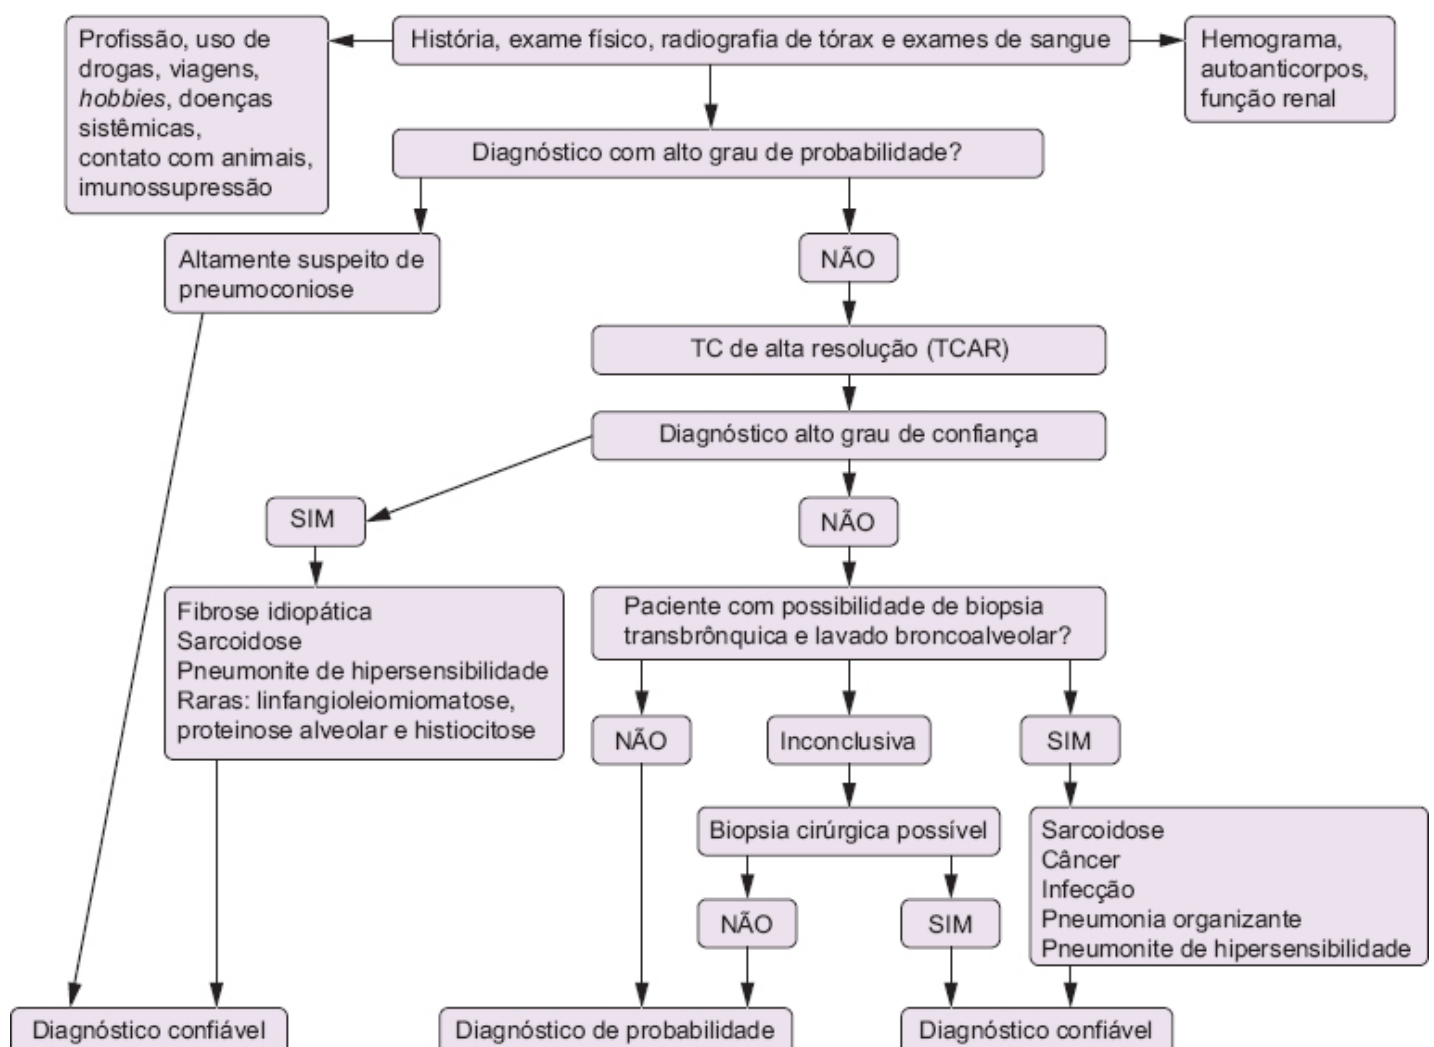 Profissão, uso de
drogas, viagens,
hobbies, doenças
sistêmicas,
contato com animais,
imunossupressão
História, exame físico, radiografia de tórax e exames de sangue
Hemograma,
autoanticorpos,
função renal
Diagnóstico com alto grau de probabilidade?
Altamente suspeito de
pneumoconiose
NÃO
TC de alta resolução (TCAR)
Diagnóstico alto grau de confiança
SIM
NÃO
Fibrose idiopática
Sarcoidose
Pneumonite de hipersensibilidade
Raras: linfangioleiomiomatose,
proteinose alveolar e histiocitose
Paciente com possibilidade de biopsia
transbrônquica e lavado broncoalveolar?
NÃO
Inconclusiva
SIM
Biopsia cirúrgica possível
Sarcoidose
Câncer
Infecção
Pneumonia organizante
Pneumonite de hipersensibilidade
NÃO
SIM
Diagnóstico confiável
Diagnóstico de probabilidade
Diagnóstico confiável